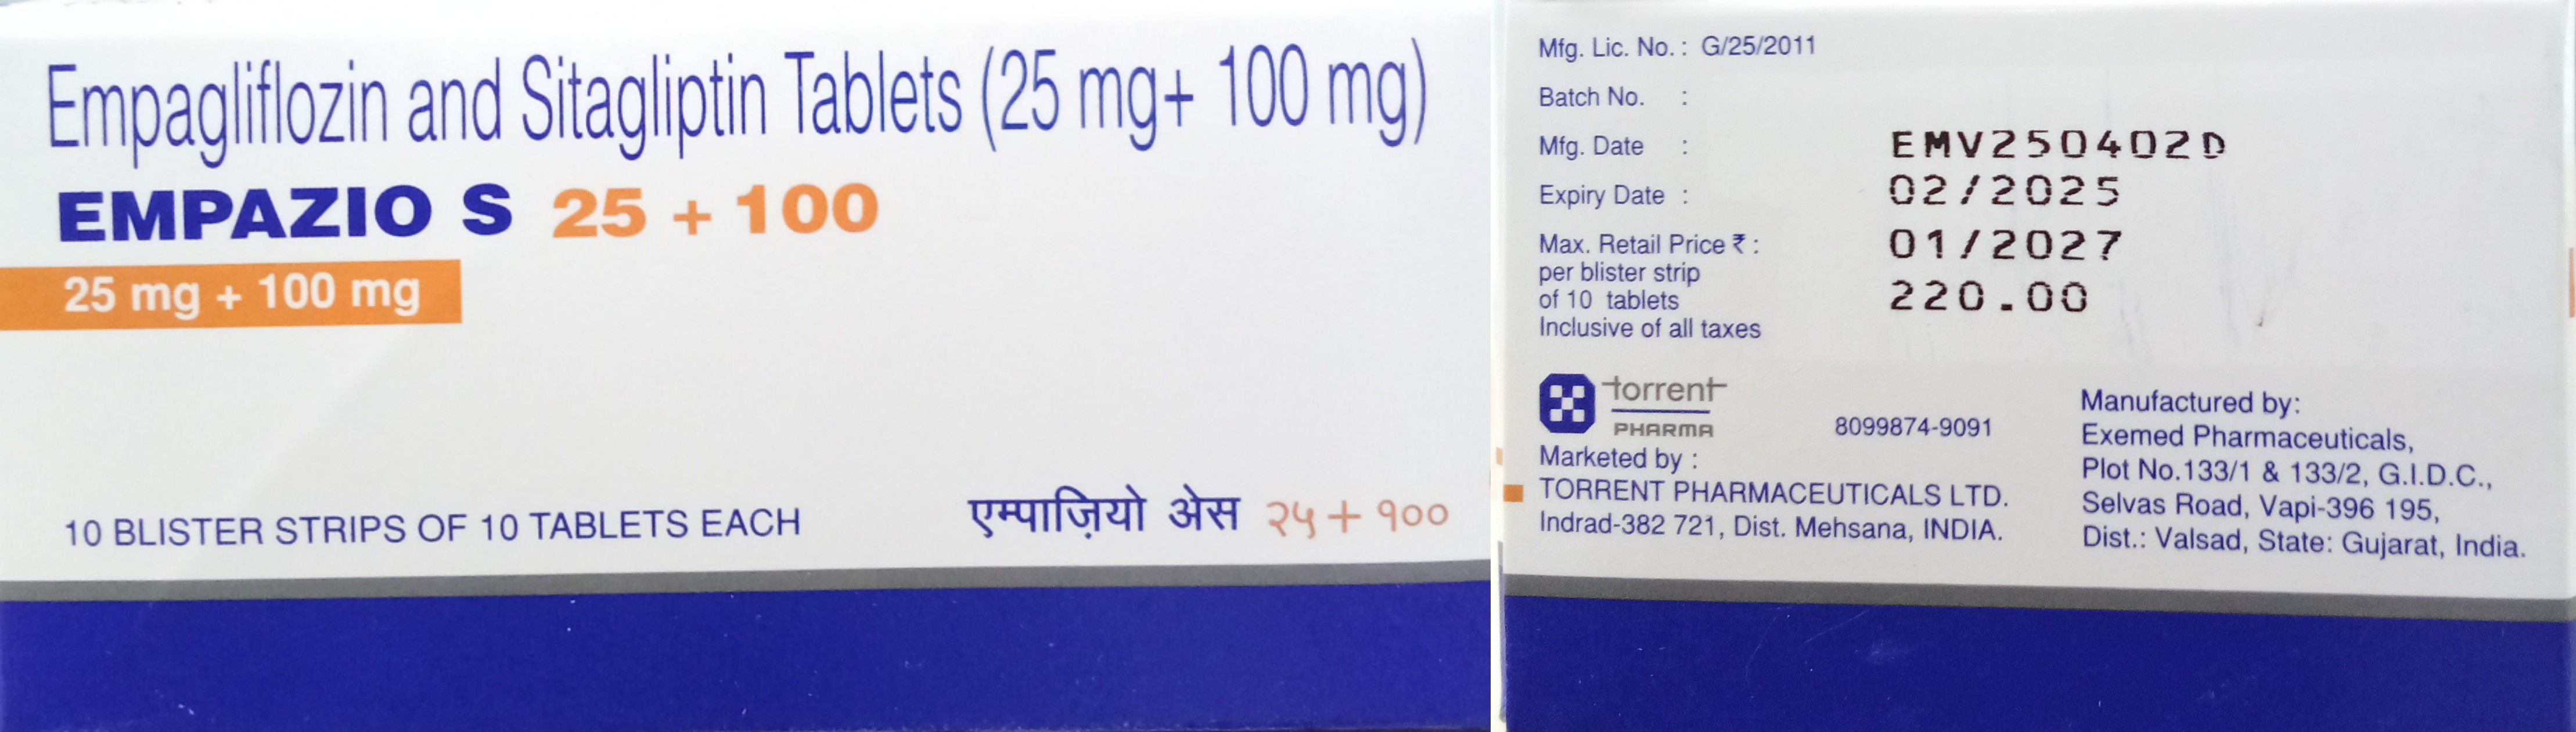 Empagliflozin and Sitagliptin Tablets (25 mg+ 100 mg)
EMPAZIO S 25 + 100
25 mg + 100 mg
10 BLISTER STRIPS OF 10 TABLETS EACH
एम्पाज़ियो अेस २५+१००
Mfg. Lic. No. : G/25/2011
Batch No. :
Mfg. Date : EMV250402D
Expiry Date : 02/2025
Max. Retail Price ₹ : 01/2027
per blister strip
of 10 tablets 220.00
Inclusive of all taxes
torrent
PHARMA
8099874-9091
Marketed by :
TORRENT PHARMACEUTICALS LTD.
Indrad-382 721, Dist. Mehsana, INDIA.
Manufactured by:
Exemed Pharmaceuticals,
Plot No.133/1 & 133/2, G.I.D.C.,
Selvas Road, Vapi-396 195,
Dist.: Valsad, State: Gujarat, India.